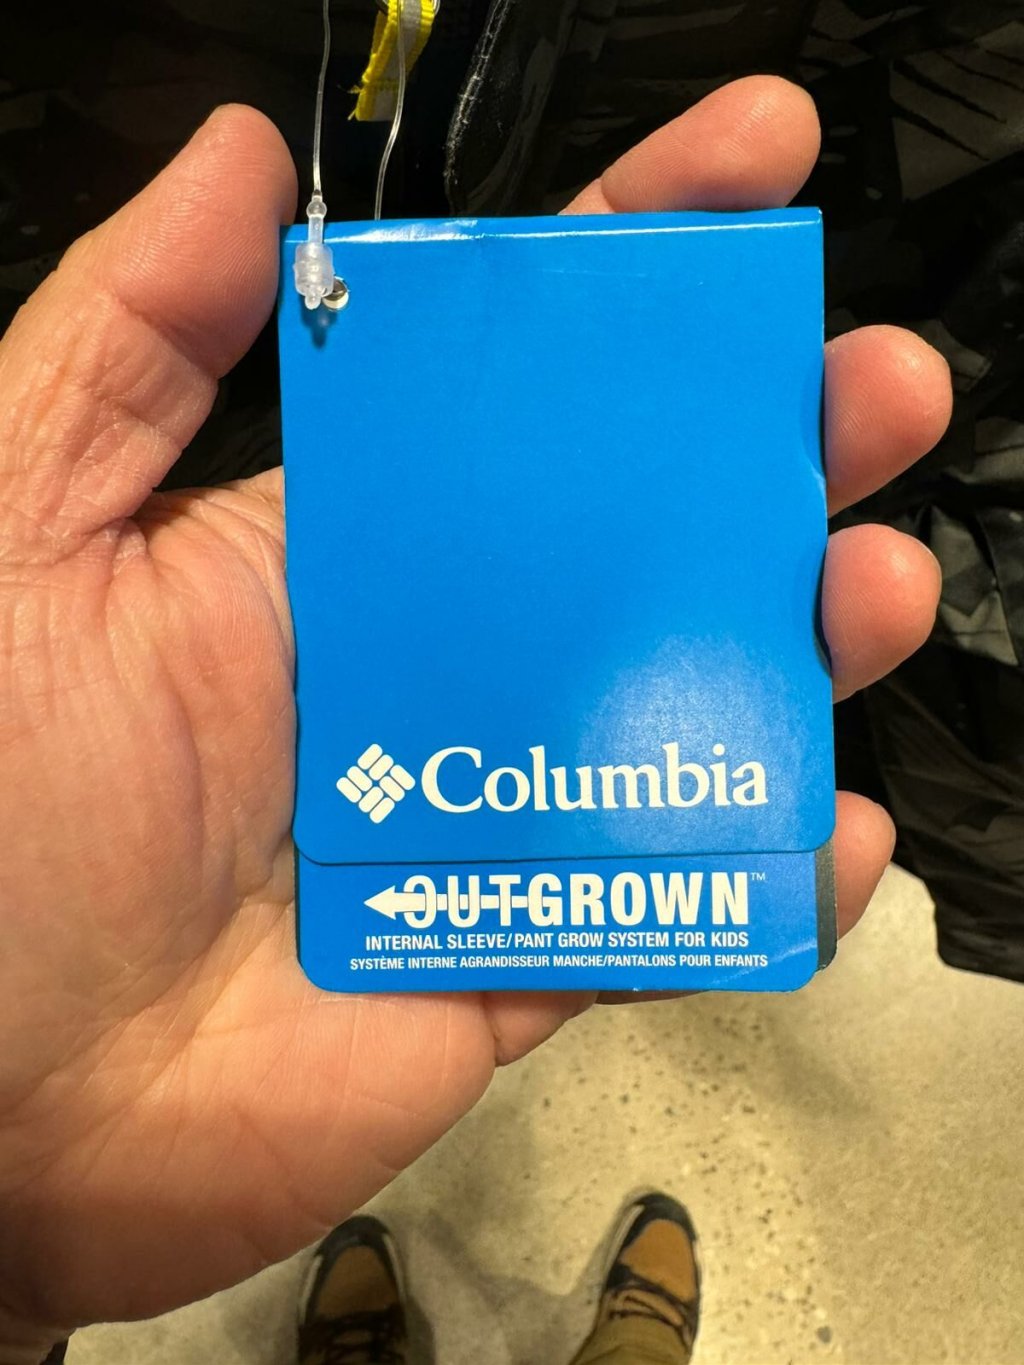 Columbia
OUTGROWN™
INTERNAL SLEEVE/PANT GROW SYSTEM FOR KIDS
SYSTÈME INTERNE AGRANDISSEUR MANCHE/PANTALONS POUR ENFANTS